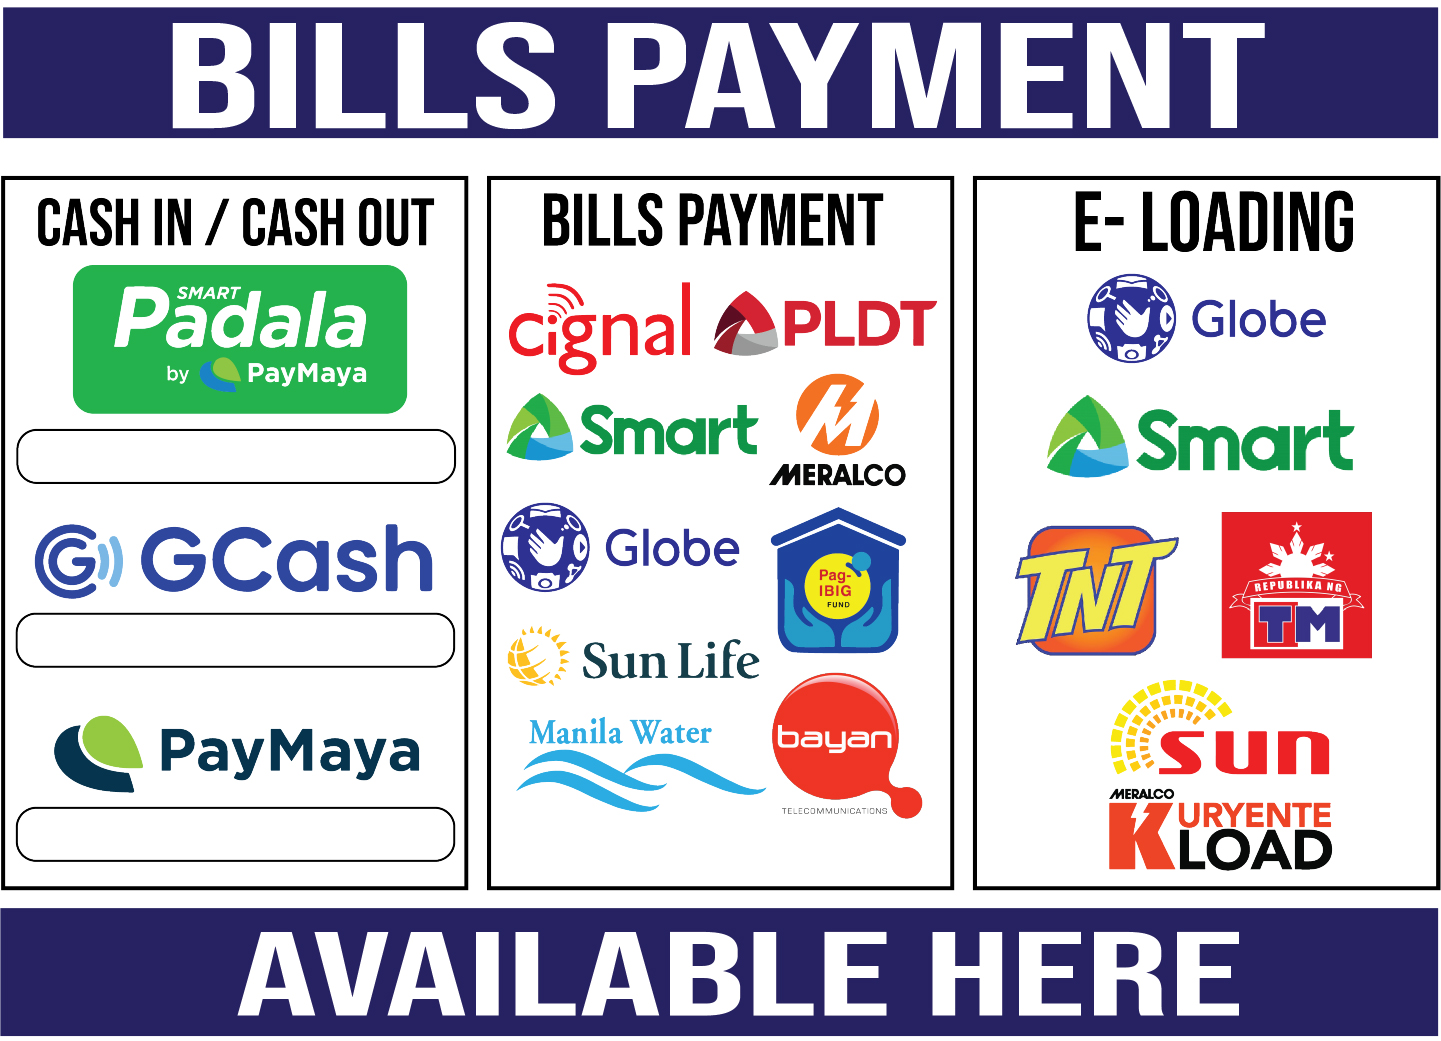 BILLS PAYMENT
CASH IN / CASH OUT
SMART
Padala
by PayMaya
GCash
PayMaya
BILLS PAYMENT
cignal
PLDT
Smart
MERALCO
Globe
Pag-
IBIG
FUND
Sun Life
Manila Water
bayan
TELECOMMUNICATIONS
E- LOADING
Globe
Smart
TNT
REPUBLIKA NG
TM
sun
MERALCO
KURYENTE
LOAD
AVAILABLE HERE